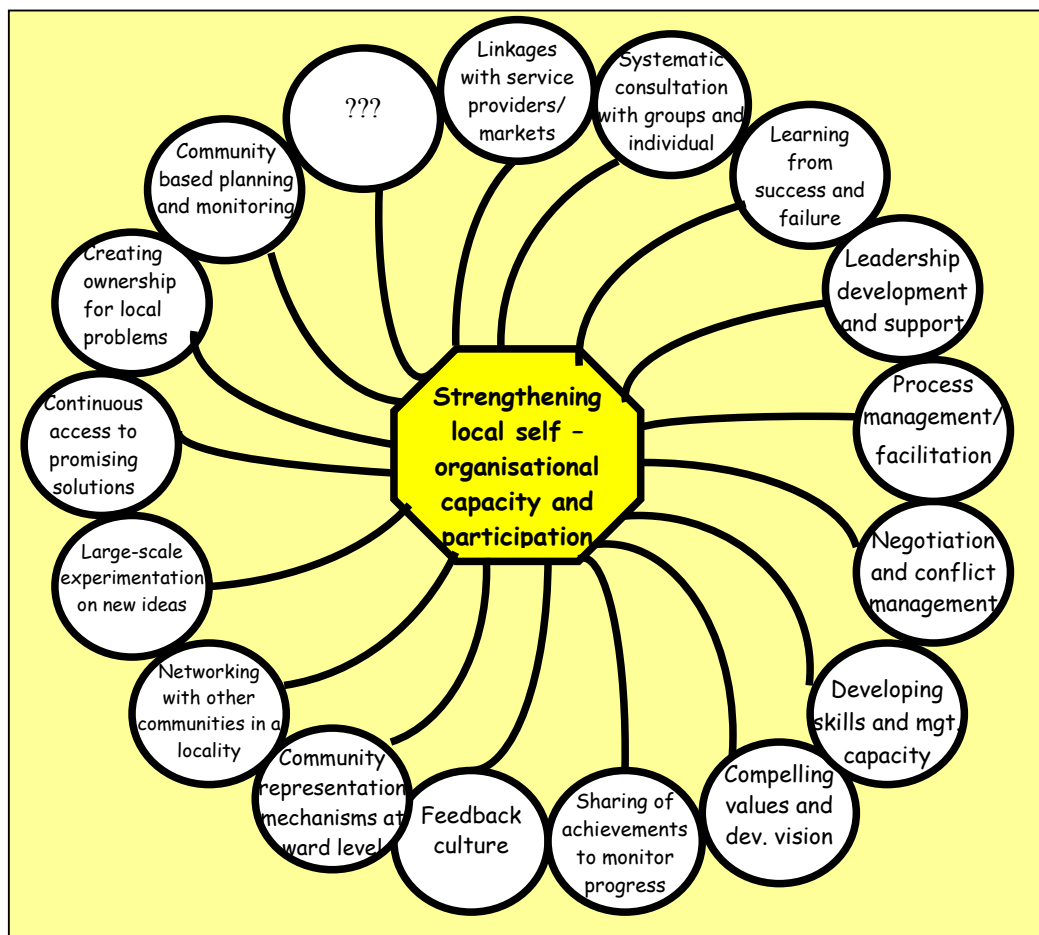 ???
Linkages
with service
providers/
markets
Systematic
consultation
with groups and
individual
Learning
from
success and
failure
Leadership
development
and support
Process
management/
facilitation
Negotiation
and conflict
management
Developing
skills and mgt.
capacity
Compelling
values and
dev. vision
Sharing of
achievements
to monitor
progress
Feedback
culture
Community
representation
mechanisms at
ward level
Networking
with other
communities in a
locality
Large-scale
experimentation
on new ideas
Continuous
access to
promising
solutions
Creating
ownership
for local
problems
Community
based planning
and monitoring
Strengthening
local self –
organisational
capacity and
participation